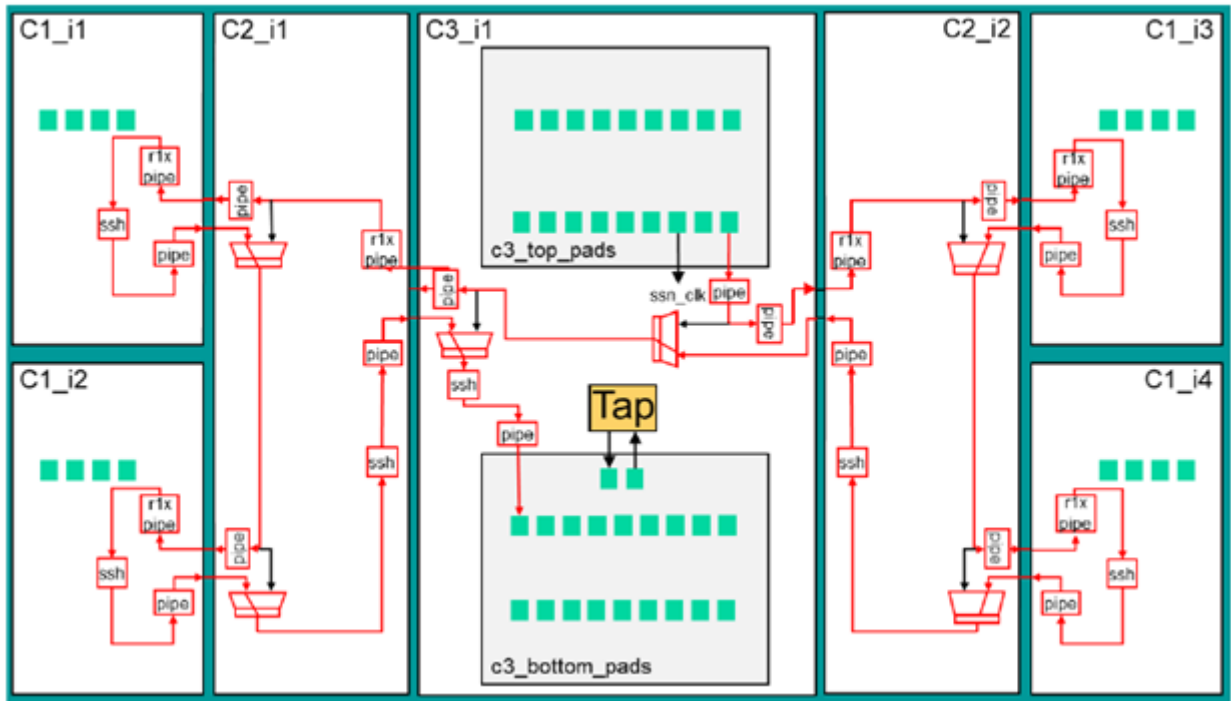 C1_i1
r1x
pipe
ssh
pipe
C2_i1
pipe
r1x
pipe
pipe
ssh
pipe
C3_i1
c3_top_pads
ssn_clk
pipe
pipe
pipe
ssh
pipe
Tap
c3_bottom_pads
C2_i2
pipe
r1x
pipe
pipe
ssh
pipe
C1_i3
r1x
pipe
ssh
pipe
C1_i2
r1x
pipe
ssh
pipe
C1_i4
r1x
pipe
ssh
pipe